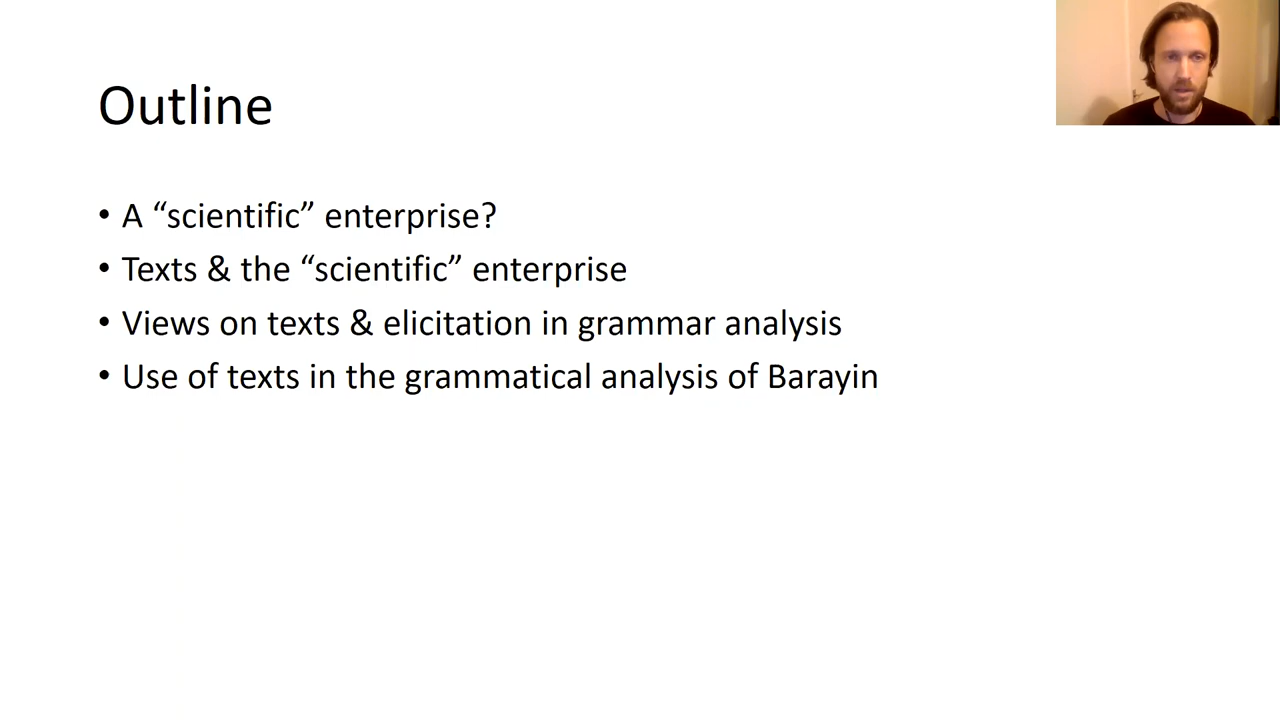 Outline
• A “scientific” enterprise?
• Texts & the “scientific” enterprise
• Views on texts & elicitation in grammar analysis
• Use of texts in the grammatical analysis of Barayin